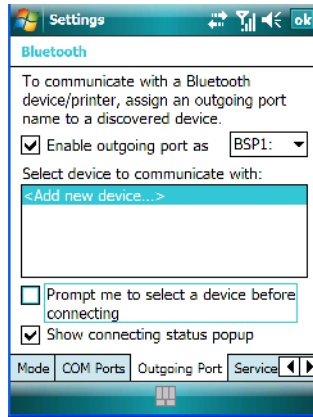 Settings
ok
Bluetooth
To communicate with a Bluetooth
device/printer, assign an outgoing port
name to a discovered device.
Enable outgoing port as BSP1:
Select device to communicate with:
<Add new device...>
Prompt me to select a device before
connecting
Show connecting status popup
Mode COM Ports Outgoing Port Service